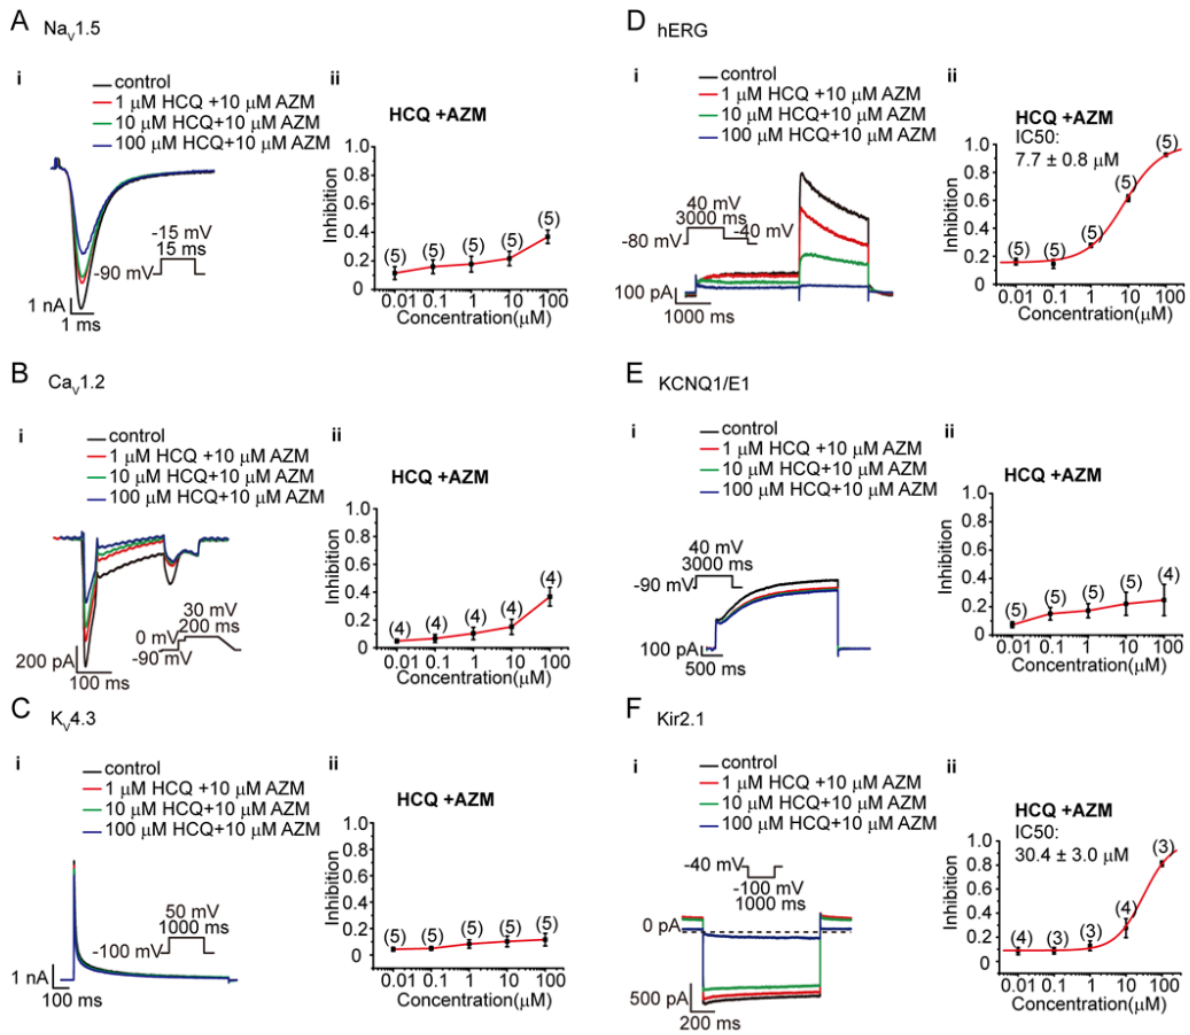 A
Nav1.5
i
control
1 μM HCQ +10 μM AZM
10 μM HCQ+10 μM AZM
100 μM HCQ+10 μM AZM
-15 mV
15 ms
-90 mV
1 nA
1 ms
ii
HCQ +AZM
Inhibition
1.0
0.8
0.6
0.4
0.2
0
(5)
(5)
(5)
(5)
(5)
0.01 0.1 1 10 100
Concentration(μM)
B
Cav1.2
i
control
1 μM HCQ +10 μM AZM
10 μM HCQ+10 μM AZM
100 μM HCQ+10 μM AZM
30 mV
0 mV 200 ms
-90 mV
200 pA
100 ms
ii
HCQ +AZM
Inhibition
1.0
0.8
0.6
0.4
0.2
0
(4)
(4)
(4)
(4)
(4)
0.01 0.1 1 10 100
Concentration(μM)
C
Kv4.3
i
control
1 μM HCQ +10 μM AZM
10 μM HCQ+10 μM AZM
100 μM HCQ+10 μM AZM
50 mV
1000 ms
-100 mV
1 nA
100 ms
ii
HCQ +AZM
Inhibition
1.0
0.8
0.6
0.4
0.2
0
(5)
(5)
(5)
(5)
(5)
0.01 0.1 1 10 100
Concentration(μM)
D
hERG
i
control
1 μM HCQ +10 μM AZM
10 μM HCQ+10 μM AZM
100 μM HCQ+10 μM AZM
40 mV
3000 ms
-80 mV
-40 mV
100 pA
1000 ms
ii
HCQ +AZM
IC50:
7.7 ± 0.8 μM
Inhibition
1.0
0.8
0.6
0.4
0.2
0
(5)
(5)
(5)
(5)
(5)
0.01 0.1 1 10 100
Concentration(μM)
E
KCNQ1/E1
i
control
1 μM HCQ +10 μM AZM
10 μM HCQ+10 μM AZM
100 μM HCQ+10 μM AZM
40 mV
3000 ms
-90 mV
100 pA
500 ms
ii
HCQ +AZM
Inhibition
1.0
0.8
0.6
0.4
0.2
0
(5)
(5)
(5)
(5)
(4)
0.01 0.1 1 10 100
Concentration(μM)
F
Kir2.1
i
control
1 μM HCQ +10 μM AZM
10 μM HCQ+10 μM AZM
100 μM HCQ+10 μM AZM
-40 mV
-100 mV
1000 ms
0 pA
500 pA
200 ms
ii
HCQ +AZM
IC50:
30.4 ± 3.0 μM
Inhibition
1.0
0.8
0.6
0.4
0.2
0
(4)
(3)
(3)
(4)
(3)
0.01 0.1 1 10 100
Concentration(μM)